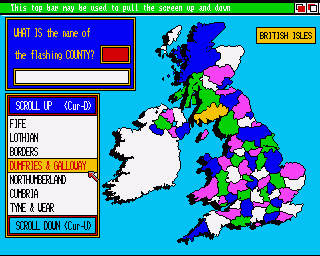 This top bar may be used to pull the screen up and down
WHAT IS the name of
the flashing COUNTY?
BRITISH ISLES
SCROLL UP (Cur-D)
FIFE
LOTHIAN
BORDERS
DUMFRIES & GALLOWAY
NORTHUMBERLAND
CUMBRIA
TYNE & WEAR
SCROLL DOWN (Cur-U)